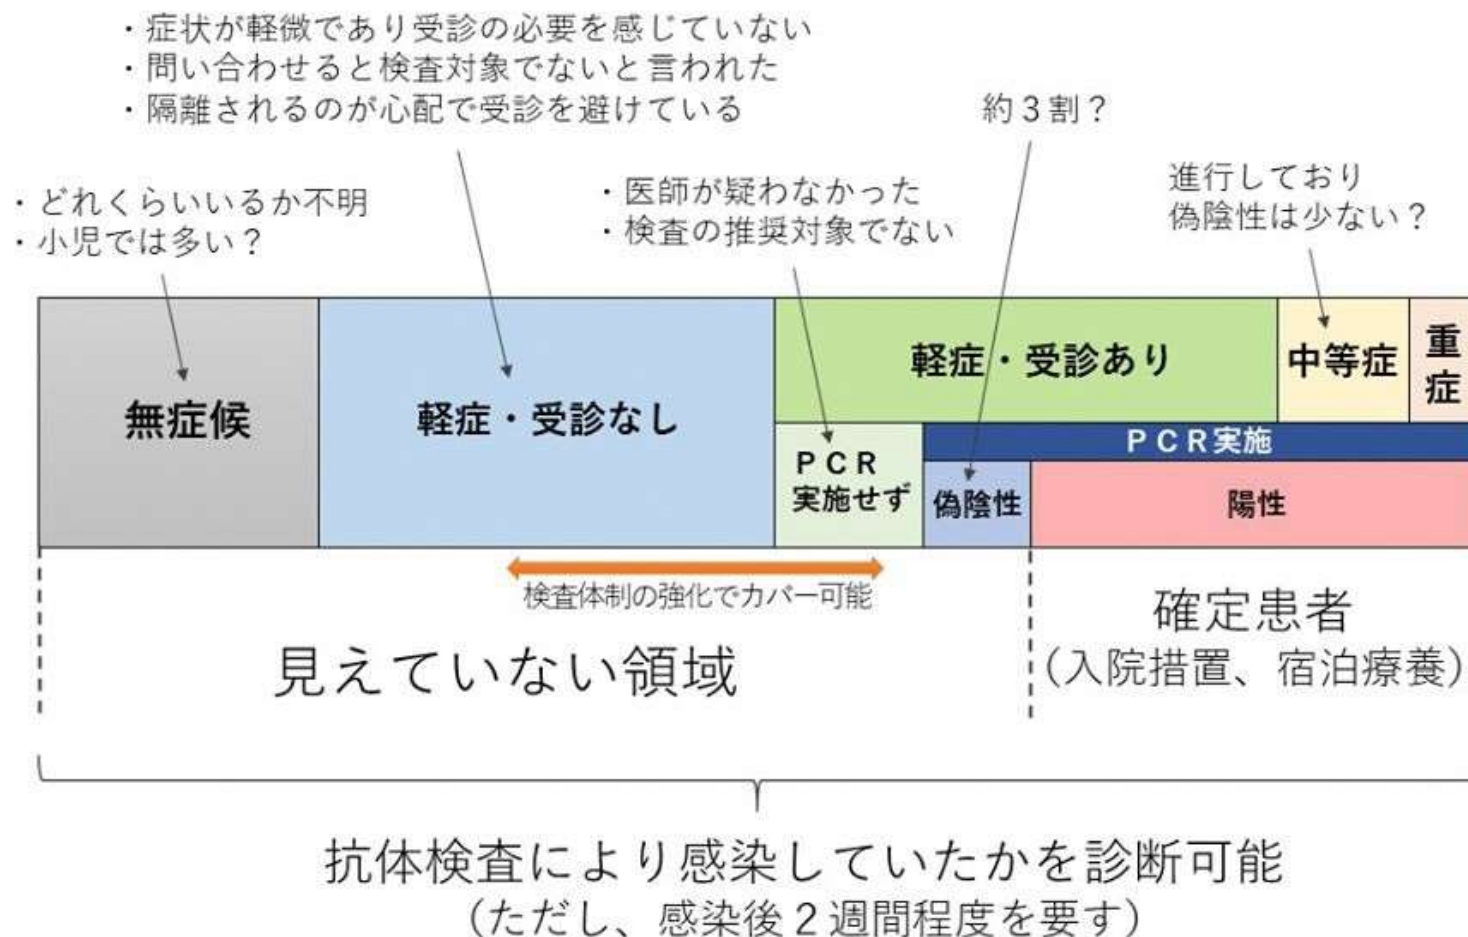 ・症状が軽微であり受診の必要を感じていない
・問い合わせると検査対象でないと言われた
・隔離されるのが心配で受診を避けている
約３割？
・どれくらいいるか不明
・小児では多い？
・医師が疑わなかった
・検査の推奨対象でない
進行しており
偽陰性は少ない？
無症候
軽症・受診なし
軽症・受診あり
中等症
重
症
ＰＣＲ
実施せず
ＰＣＲ実施
偽陰性
陽性
検査体制の強化でカバー可能
見えていない領域
確定患者
（入院措置、宿泊療養）
抗体検査により感染していたかを診断可能
（ただし、感染後２週間程度を要す）